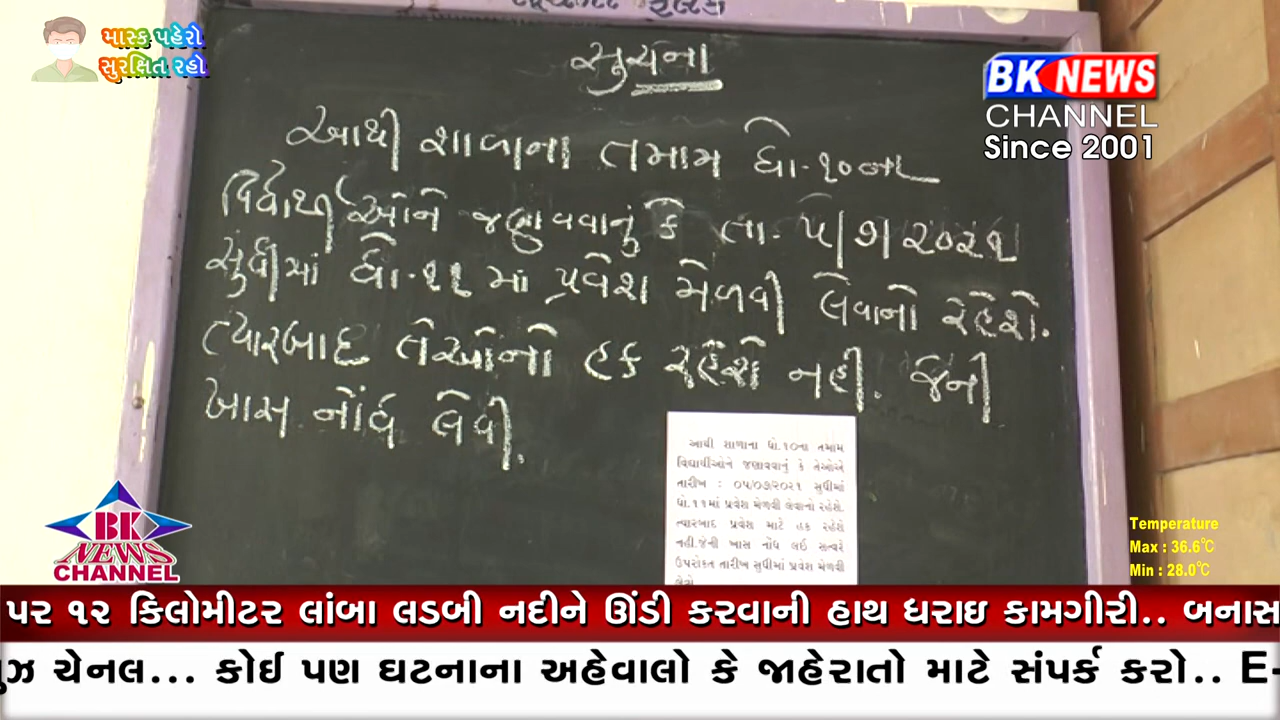 માસ્ક પહેરો
સુરક્ષિત રહો
સુચના
BK NEWS
CHANNEL
Since 2001
આથી શાળાના તમામ ધો-૧૦ના
વિદ્યાર્થીઓને જણાવવાનું કે તા. ૫/૭/૨૦૨૧
સુધીમાં ધો-૧૧ માં પ્રવેશ મેળવી લેવાનો રહેશે.
ત્યારબાદ તેઓનો હક રહેશે નહી. જેની
ખાસ નોંધ લેવી.
આથી શાળાના ધો.૧૦ના તમામ
વિદ્યાર્થીઓને જણાવવાનું કે તેઓએ
તારીખ : ૦૫/૦૭/૨૦૨૧ સુધીમાં
ધો.૧૧માં પ્રવેશ મેળવી લેવાનો રહેશે.
ત્યારબાદ પ્રવેશ માટે હક રહેશે
નહી.જેની ખાસ નોંધ લઈ સત્વરે
ઉપરોક્ત તારીખ સુધીમાં પ્રવેશ મેળવી
BK
NEWS
CHANNEL
Temperature
Max : 36.6℃
Min : 28.0℃
પર ૧૨ કિલોમીટર લાંબા લડબી નદીને ઊંડી કરવાની હાથ ધરાઇ કામગીરી.. બનાસ
ુઝ ચેનલ... કોઈ પણ ઘટનાના અહેવાલો કે જાહેરાતો માટે સંપર્ક કરો.. E-